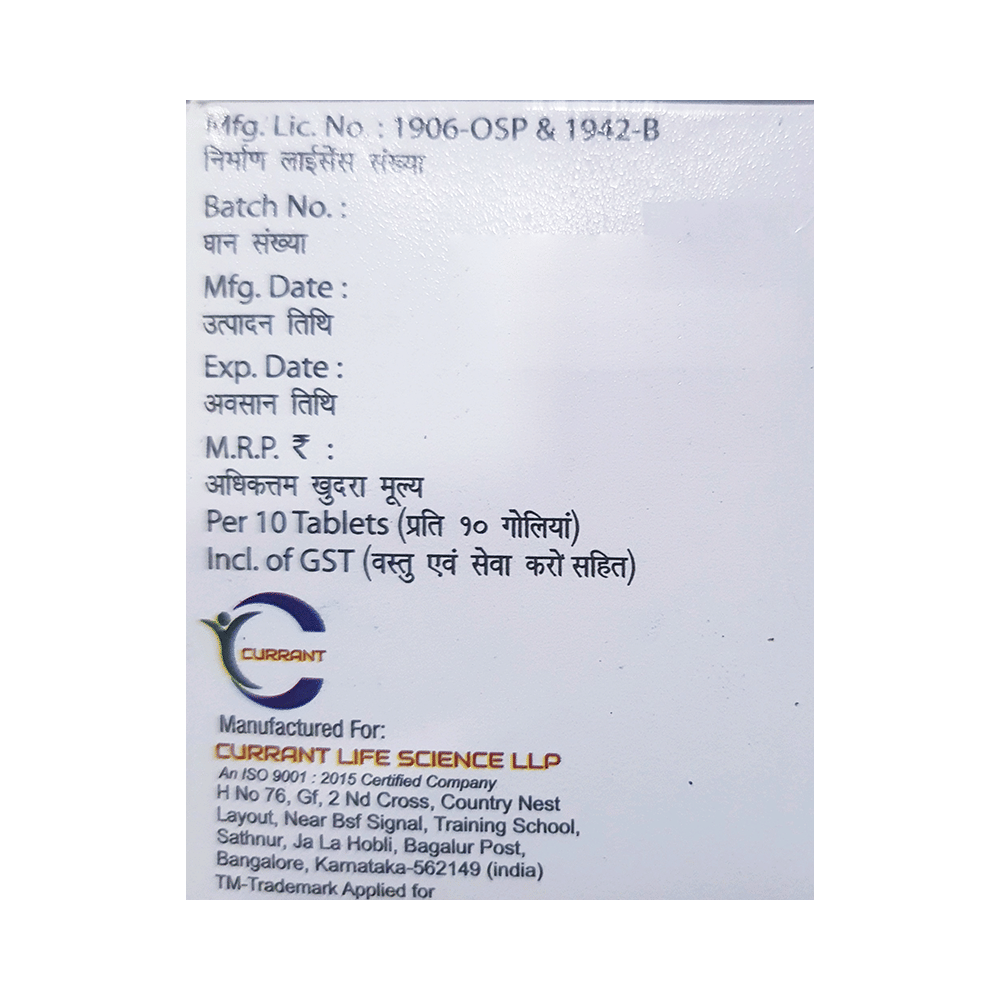 Mfg. Lic. No. : 1906-OSP & 1942-B
निर्माण लाईसेंस संख्या
Batch No. :
घान संख्या
Mfg. Date :
उत्पादन तिथि
Exp. Date :
अवसान तिथि
M.R.P. ₹ :
अधिकत्तम खुदरा मूल्य
Per 10 Tablets (प्रति १० गोलियां)
Incl. of GST (वस्तु एवं सेवा करों सहित)
CURRANT
Manufactured For:
CURRANT LIFE SCIENCE LLP
An ISO 9001 : 2015 Certified Company
H No 76, Gf, 2 Nd Cross, Country Nest
Layout, Near Bsf Signal, Training School,
Sathnur, Ja La Hobli, Bagalur Post,
Bangalore, Karnataka-562149 (india)
TM-Trademark Applied for